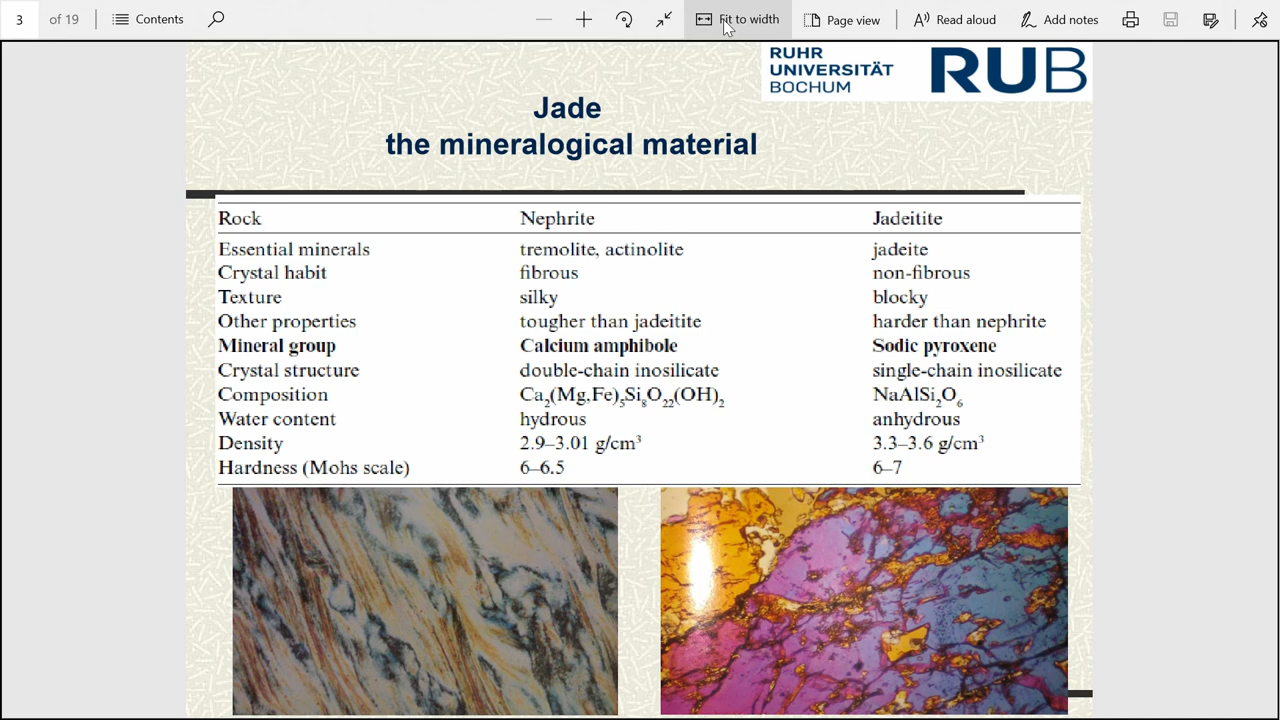 3 of 19 Contents Fit to width Page view Read aloud Add notes
RUHR
UNIVERSITÄT
BOCHUM
RUB
Jade
the mineralogical material
Rock Nephrite Jadeitite
Essential minerals tremolite, actinolite jadeite
Crystal habit fibrous non-fibrous
Texture silky blocky
Other properties tougher than jadeitite harder than nephrite
Mineral group Calcium amphibole Sodic pyroxene
Crystal structure double-chain inosilicate single-chain inosilicate
Composition Ca₂(Mg,Fe)₅Si₈O₂₂(OH)₂ NaAlSi₂O₆
Water content hydrous anhydrous
Density 2.9–3.01 g/cm³ 3.3–3.6 g/cm³
Hardness (Mohs scale) 6–6.5 6–7